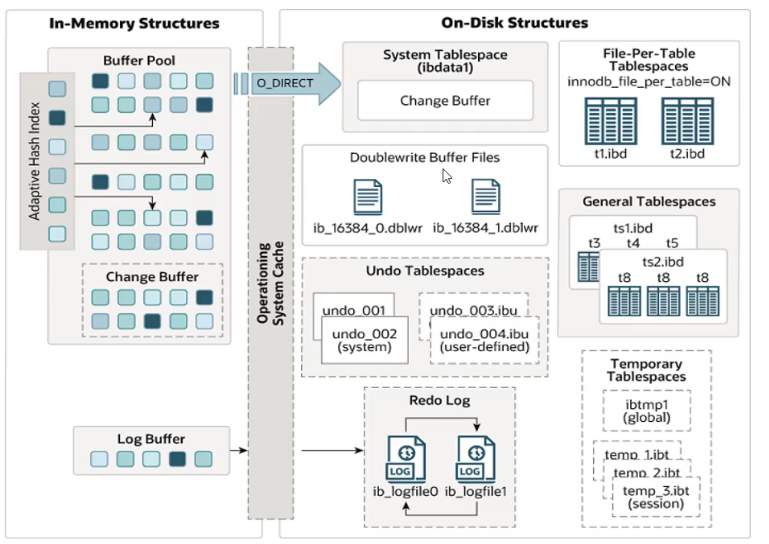 In-Memory Structures
Buffer Pool
Adaptive Hash Index
Change Buffer
Log Buffer
O_DIRECT
Operationing
System Cache
On-Disk Structures
System Tablespace
(ibdata1)
Change Buffer
Doublewrite Buffer Files
ib_16384_0.dblwr
ib_16384_1.dblwr
Undo Tablespaces
undo_001
undo_002
(system)
undo_003.ibu
undo_004.ibu
(user-defined)
Redo Log
LOG
LOG
ib_logfile0
ib_logfile1
File-Per-Table
Tablespaces
innodb_file_per_table=ON
t1.ibd
t2.ibd
General Tablespaces
ts1.ibd
t3
t4
t5
ts2.ibd
t8
t8
t8
Temporary
Tablespaces
ibtmp1
(global)
temp_1.ibt
temp_2.ibt
temp_3.ibt
(session)